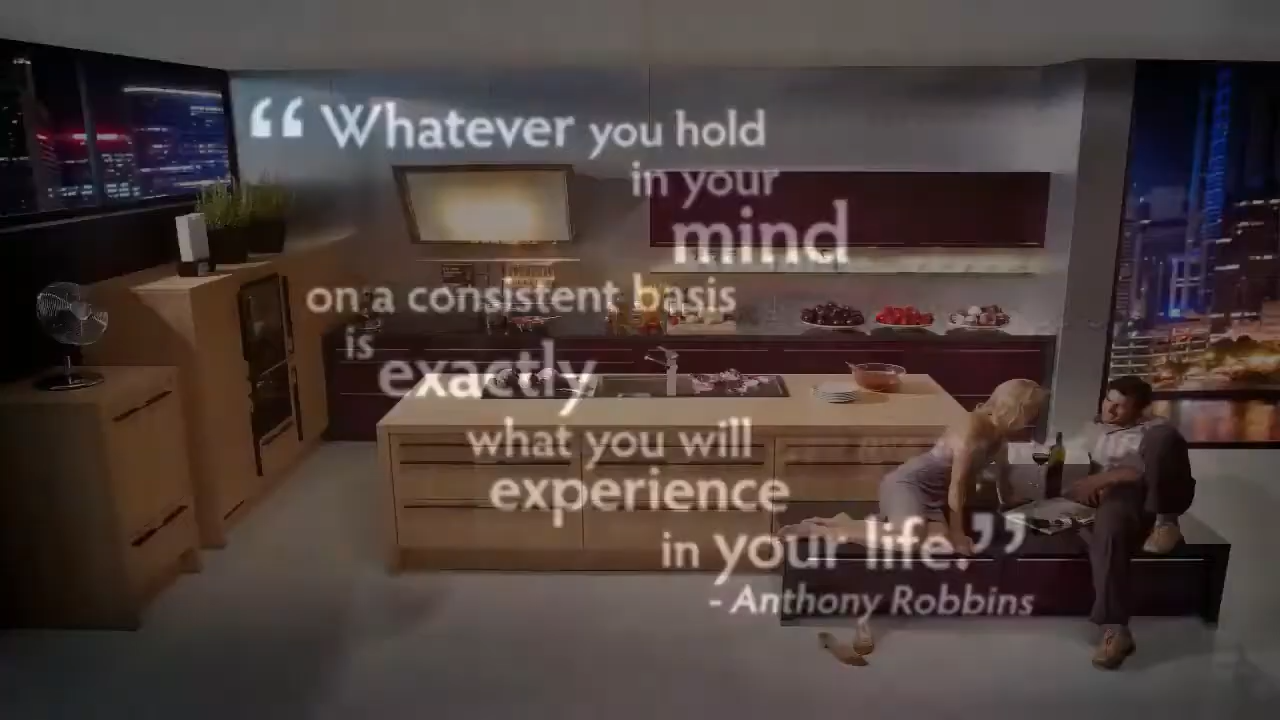 “ Whatever you hold
in your
mind
on a consistent basis
is
exactly
what you will
experience
in your life.”
- Anthony Robbins